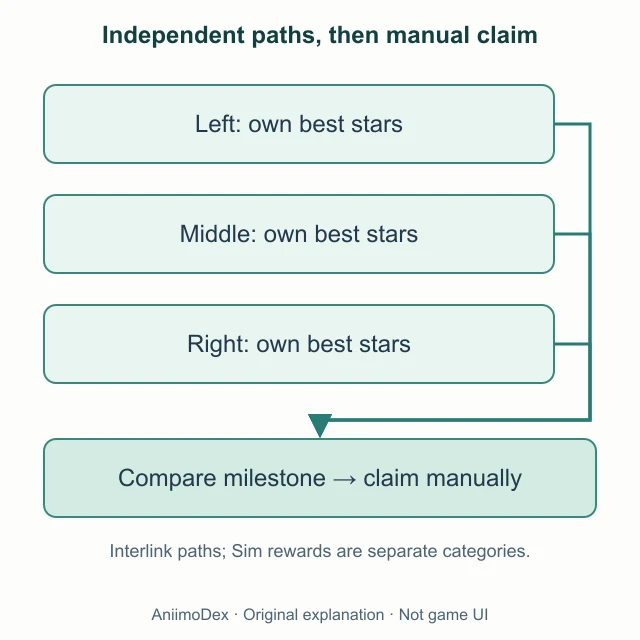 Independent paths, then manual claim
Left: own best stars
Middle: own best stars
Right: own best stars
Compare milestone → claim manually
Interlink paths; Sim rewards are separate categories.
AniimoDex · Original explanation · Not game UI